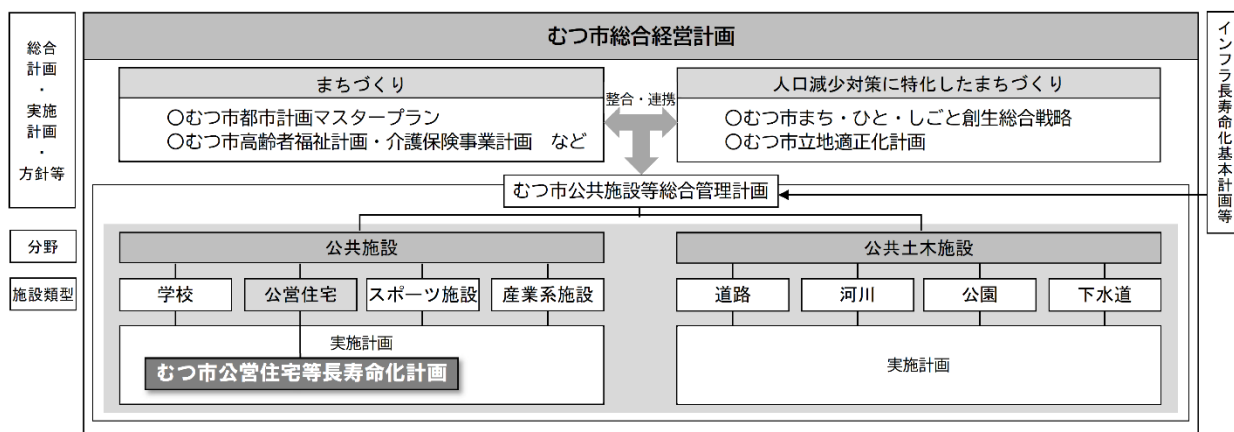 むつ市総合経営計画
総合
計画
・
実施
計画
・
方針等
まちづくり
○むつ市都市計画マスタープラン
○むつ市高齢者福祉計画・介護保険事業計画　など
整合・連携
人口減少対策に特化したまちづくり
○むつ市まち・ひと・しごと創生総合戦略
○むつ市立地適正化計画
インフラ長寿命化基本計画等
むつ市公共施設等総合管理計画
分野
公共施設
公共土木施設
施設類型
学校
公営住宅
スポーツ施設
産業系施設
道路
河川
公園
下水道
実施計画
むつ市公営住宅等長寿命化計画
実施計画